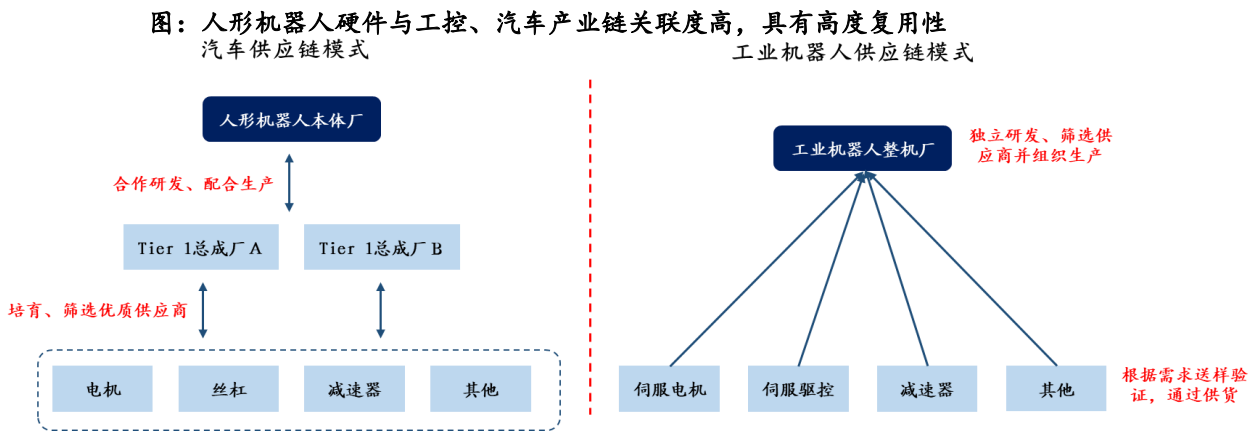 图：人形机器人硬件与工控、汽车产业链关联度高，具有高度复用性
汽车供应链模式
人形机器人本体厂
合作研发、配合生产
Tier 1总成厂A
Tier 1总成厂B
培育、筛选优质供应商
电机
丝杠
减速器
其他
工业机器人供应链模式
工业机器人整机厂
独立研发、筛选供
应商并组织生产
伺服电机
伺服驱控
减速器
其他
根据需求送样验
证，通过供货